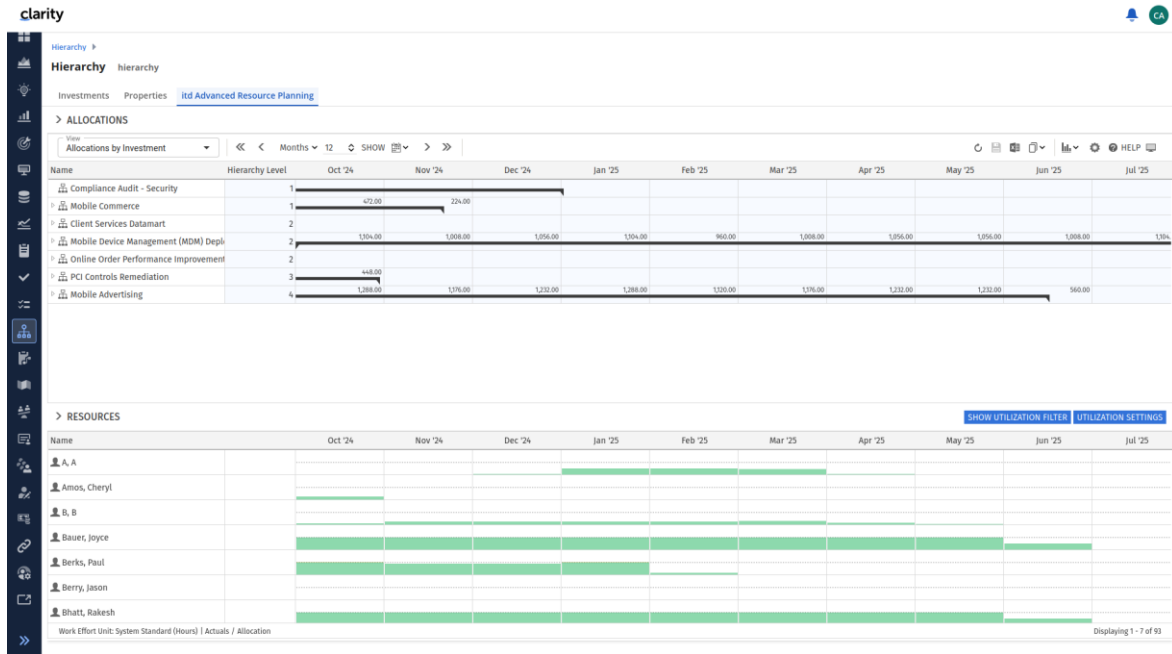 clarity
CA
Hierarchy
Hierarchy hierarchy
Investments Properties itd Advanced Resource Planning
ALLOCATIONS
View
Allocations by Investment Months 12 SHOW HELP
Name Hierarchy Level Oct '24 Nov '24 Dec '24 Jan '25 Feb '25 Mar '25 Apr '25 May '25 Jun '25 Jul '25
Compliance Audit - Security 1
Mobile Commerce 1 472.00 224.00
Client Services Datamart 2
Mobile Device Management (MDM) Depl 2 1,104.00 1,008.00 1,056.00 1,104.00 960.00 1,008.00 1,056.00 1,056.00 1,008.00 1,104.
Online Order Performance Improvement 2
PCI Controls Remediation 3 448.00
Mobile Advertising 4 1,288.00 1,176.00 1,232.00 1,288.00 1,120.00 1,176.00 1,232.00 1,232.00 560.00
RESOURCES SHOW UTILIZATION FILTER UTILIZATION SETTINGS
Name Oct '24 Nov '24 Dec '24 Jan '25 Feb '25 Mar '25 Apr '25 May '25 Jun '25 Jul '25
A, A
Amos, Cheryl
B, B
Bauer, Joyce
Berks, Paul
Berry, Jason
Bhatt, Rakesh
Work Effort Unit: System Standard (Hours) | Actuals / Allocation Displaying 1 - 7 of 93